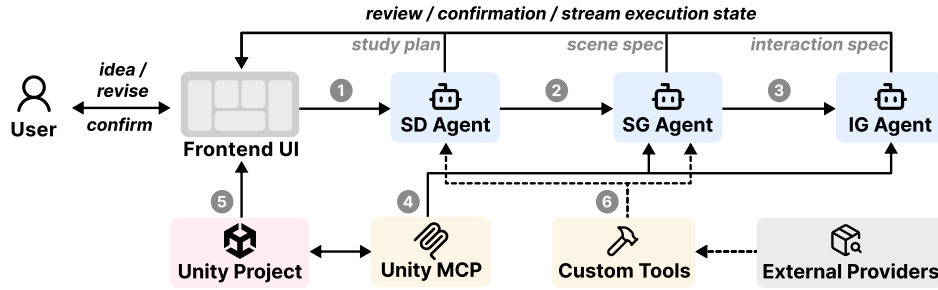 review / confirmation / stream execution state
study plan
scene spec
interaction spec
idea /
revise
confirm
User
Frontend UI
1
SD Agent
2
SG Agent
3
IG Agent
5
4
6
Unity Project
Unity MCP
Custom Tools
External Providers